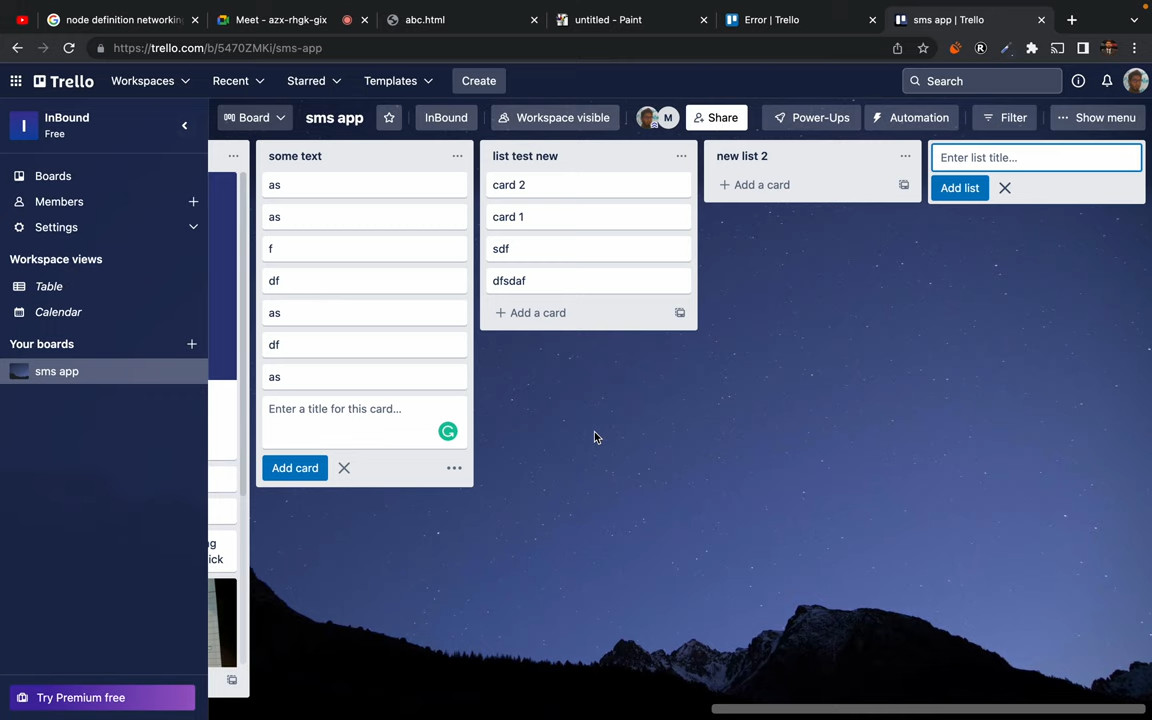 node definition networkin
Meet - azx-rhgk-gix
abc.html
untitled - Paint
Error | Trello
sms app | Trello
https://trello.com/b/5470ZMKi/sms-app
Trello
Workspaces
Recent
Starred
Templates
Create
Search
I
InBound
Free
Board
sms app
InBound
Workspace visible
M
Share
Power-Ups
Automation
Filter
Show menu
Boards
Members
Settings
Workspace views
Table
Calendar
Your boards
sms app
Try Premium free
ng
ick
some text
as
as
f
df
as
df
as
Enter a title for this card...
Add card
list test new
card 2
card 1
sdf
dfsdaf
Add a card
new list 2
Add a card
Enter list title...
Add list